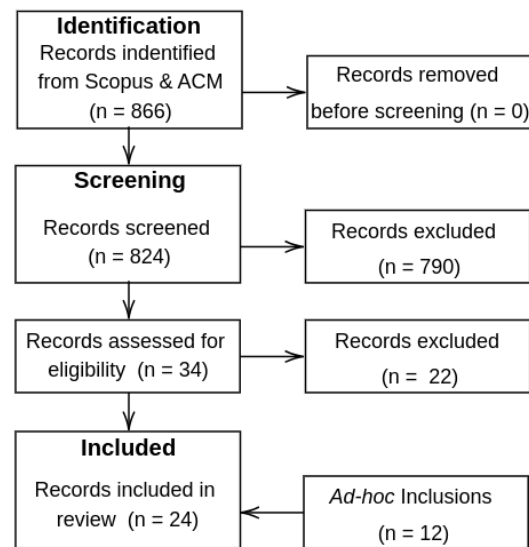 Identification
Records indentified
from Scopus & ACM
(n = 866)
Records removed
before screening (n = 0)
Screening
Records screened
(n = 824)
Records excluded
(n = 790)
Records assessed for
eligibility (n = 34)
Records excluded
(n = 22)
Included
Records included in
review (n = 24)
Ad-hoc Inclusions
(n = 12)